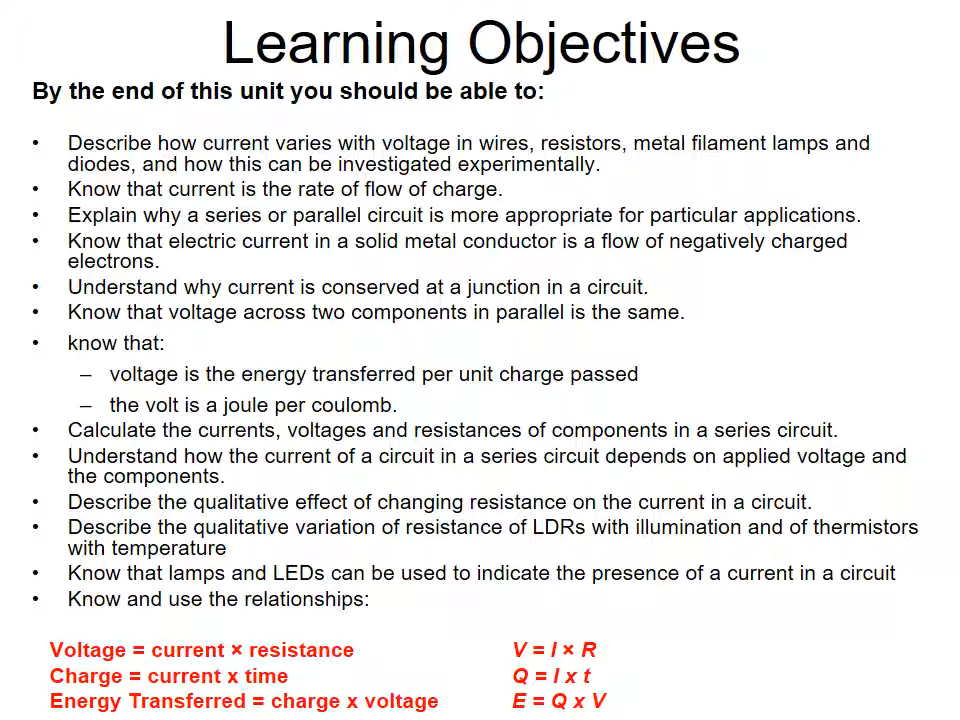 Learning Objectives
By the end of this unit you should be able to:
• Describe how current varies with voltage in wires, resistors, metal filament lamps and
diodes, and how this can be investigated experimentally.
• Know that current is the rate of flow of charge.
• Explain why a series or parallel circuit is more appropriate for particular applications.
• Know that electric current in a solid metal conductor is a flow of negatively charged
electrons.
• Understand why current is conserved at a junction in a circuit.
• Know that voltage across two components in parallel is the same.
• know that:
– voltage is the energy transferred per unit charge passed
– the volt is a joule per coulomb.
• Calculate the currents, voltages and resistances of components in a series circuit.
• Understand how the current of a circuit in a series circuit depends on applied voltage and
the components.
• Describe the qualitative effect of changing resistance on the current in a circuit.
• Describe the qualitative variation of resistance of LDRs with illumination and of thermistors
with temperature
• Know that lamps and LEDs can be used to indicate the presence of a current in a circuit
• Know and use the relationships:
Voltage = current × resistance V = I × R
Charge = current x time Q = I x t
Energy Transferred = charge x voltage E = Q x V